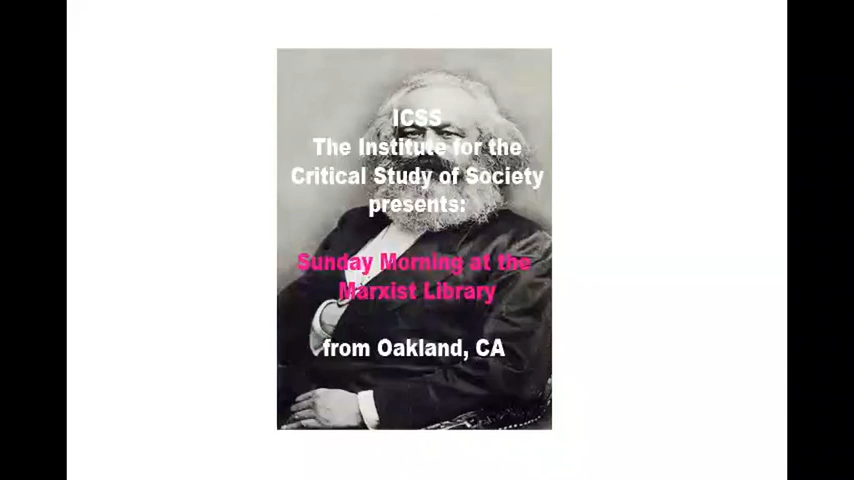 ICSS
The Institute for the
Critical Study of Society
presents:
Sunday Morning at the
Marxist Library
from Oakland, CA